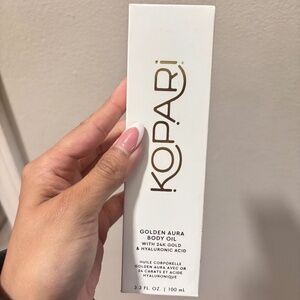 KOPARi
GOLDEN AURA
BODY OIL
WITH 24K GOLD
& HYALURONIC ACID
HUILE CORPORELLE
GOLDEN AURA AVEC OR
24 CARATS ET ACIDE
HYALURONIQUE
3.3 FL. OZ. | 100 mL